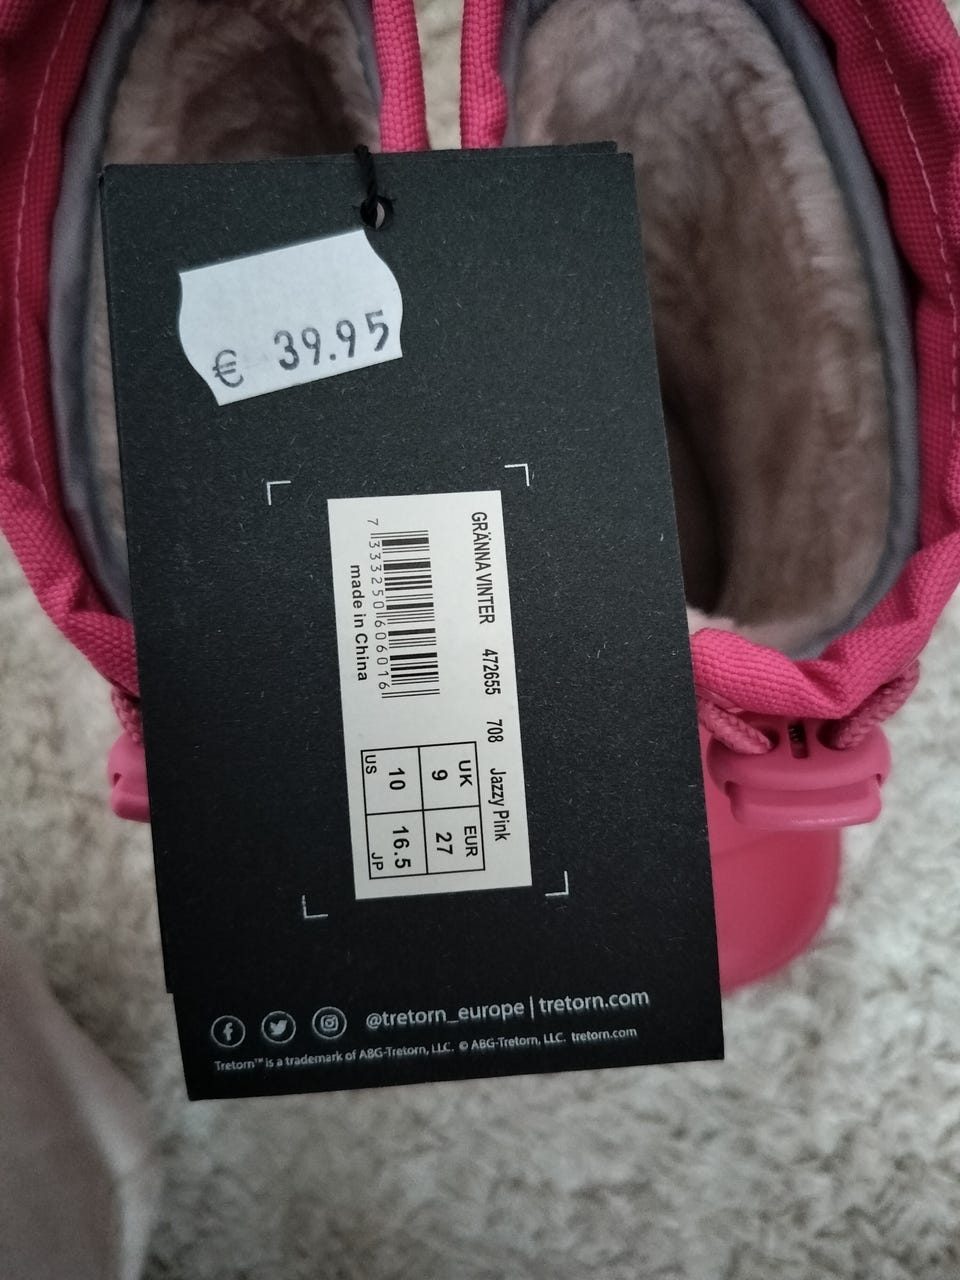 € 39.95
GRÄNNA VINTER 472655 708 Jazzy Pink
7 333250 606016
made in China
UK EUR
9 27
10 16.5
US JP
@tretorn_europe | tretorn.com
Tretorn™ is a trademark of ABG-Tretorn, LLC. © ABG-Tretorn, LLC. tretorn.com